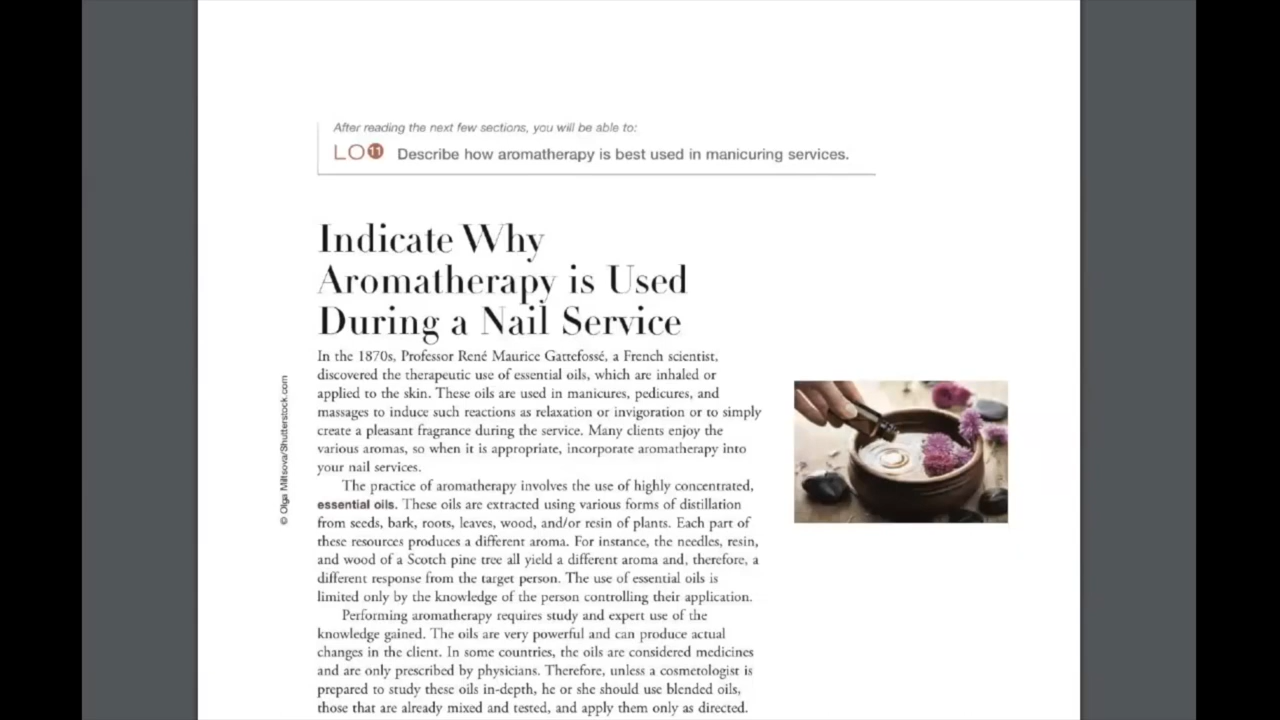 After reading the next few sections, you will be able to:
LO11 Describe how aromatherapy is best used in manicuring services.
Indicate Why
Aromatherapy is Used
During a Nail Service
In the 1870s, Professor René Maurice Gattefossé, a French scientist,
discovered the therapeutic use of essential oils, which are inhaled or
applied to the skin. These oils are used in manicures, pedicures, and
massages to induce such reactions as relaxation or invigoration or to simply
create a pleasant fragrance during the service. Many clients enjoy the
various aromas, so when it is appropriate, incorporate aromatherapy into
your nail services.
The practice of aromatherapy involves the use of highly concentrated,
essential oils. These oils are extracted using various forms of distillation
from seeds, bark, roots, leaves, wood, and/or resin of plants. Each part of
these resources produces a different aroma. For instance, the needles, resin,
and wood of a Scotch pine tree all yield a different aroma and, therefore, a
different response from the target person. The use of essential oils is
limited only by the knowledge of the person controlling their application.
Performing aromatherapy requires study and expert use of the
knowledge gained. The oils are very powerful and can produce actual
changes in the client. In some countries, the oils are considered medicines
and are only prescribed by physicians. Therefore, unless a cosmetologist is
prepared to study these oils in-depth, he or she should use blended oils,
those that are already mixed and tested, and apply them only as directed.
© Olga Miltsova/Shutterstock.com